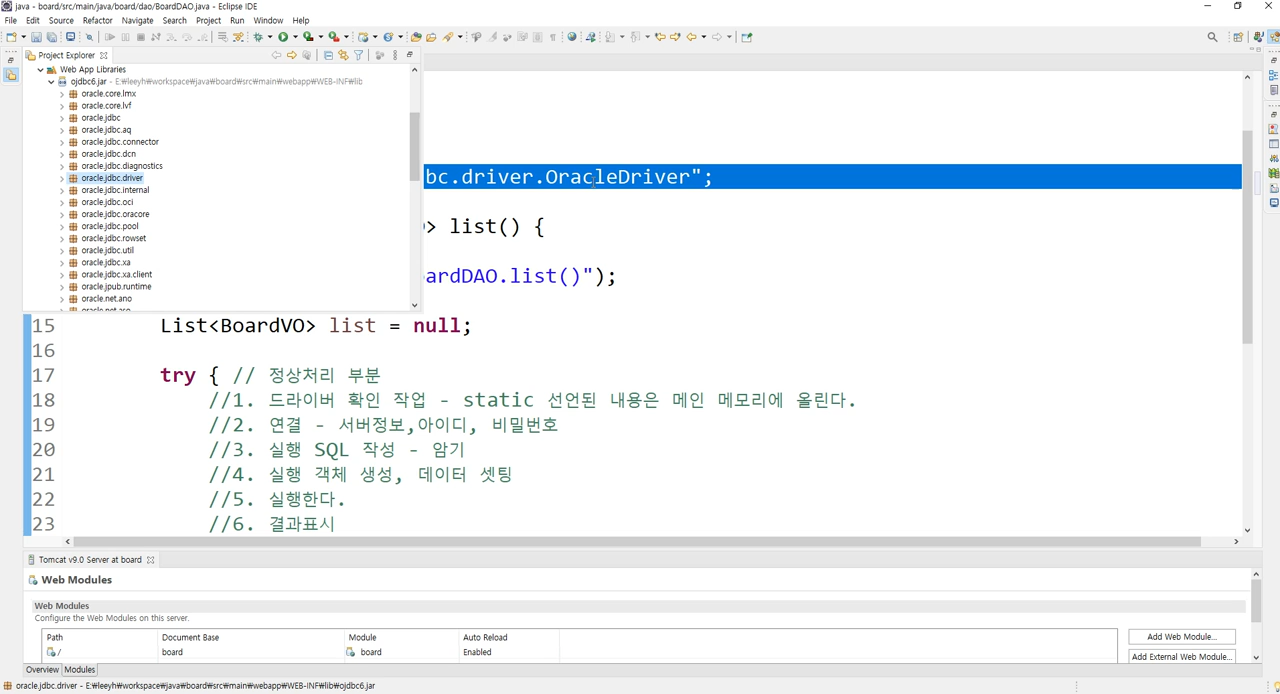 java - board/src/main/java/board/dao/BoardDAO.java - Eclipse IDE
File Edit Source Refactor Navigate Search Project Run Window Help
Project Explorer
Web App Libraries
ojdbc6.jar - E:₩leeyh₩workspace₩java₩board₩src₩main₩webapp₩WEB-INF₩lib
oracle.core.lmx
oracle.core.lvf
oracle.jdbc
oracle.jdbc.aq
oracle.jdbc.connector
oracle.jdbc.dcn
oracle.jdbc.diagnostics
oracle.jdbc.driver
oracle.jdbc.internal
oracle.jdbc.oci
oracle.jdbc.oracore
oracle.jdbc.pool
oracle.jdbc.rowset
oracle.jdbc.util
oracle.jdbc.xa
oracle.jdbc.xa.client
oracle.jpub.runtime
oracle.net.ano
oracle.net.aso
bc.driver.OracleDriver";
> list() {
ardDAO.list()");
15 List<BoardVO> list = null;
16
17 try { // 정상처리 부분
18 //1. 드라이버 확인 작업 - static 선언된 내용은 메인 메모리에 올린다.
19 //2. 연결 - 서버정보,아이디, 비밀번호
20 //3. 실행 SQL 작성 - 암기
21 //4. 실행 객체 생성, 데이터 셋팅
22 //5. 실행한다.
23 //6. 결과표시
Tomcat v9.0 Server at board
Web Modules
Web Modules
Configure the Web Modules on this server.
Path Document Base Module Auto Reload
/ board board Enabled
Add Web Module...
Add External Web Module...
Overview Modules
oracle.jdbc.driver - E:₩leeyh₩workspace₩java₩board₩src₩main₩webapp₩WEB-INF₩lib₩ojdbc6.jar